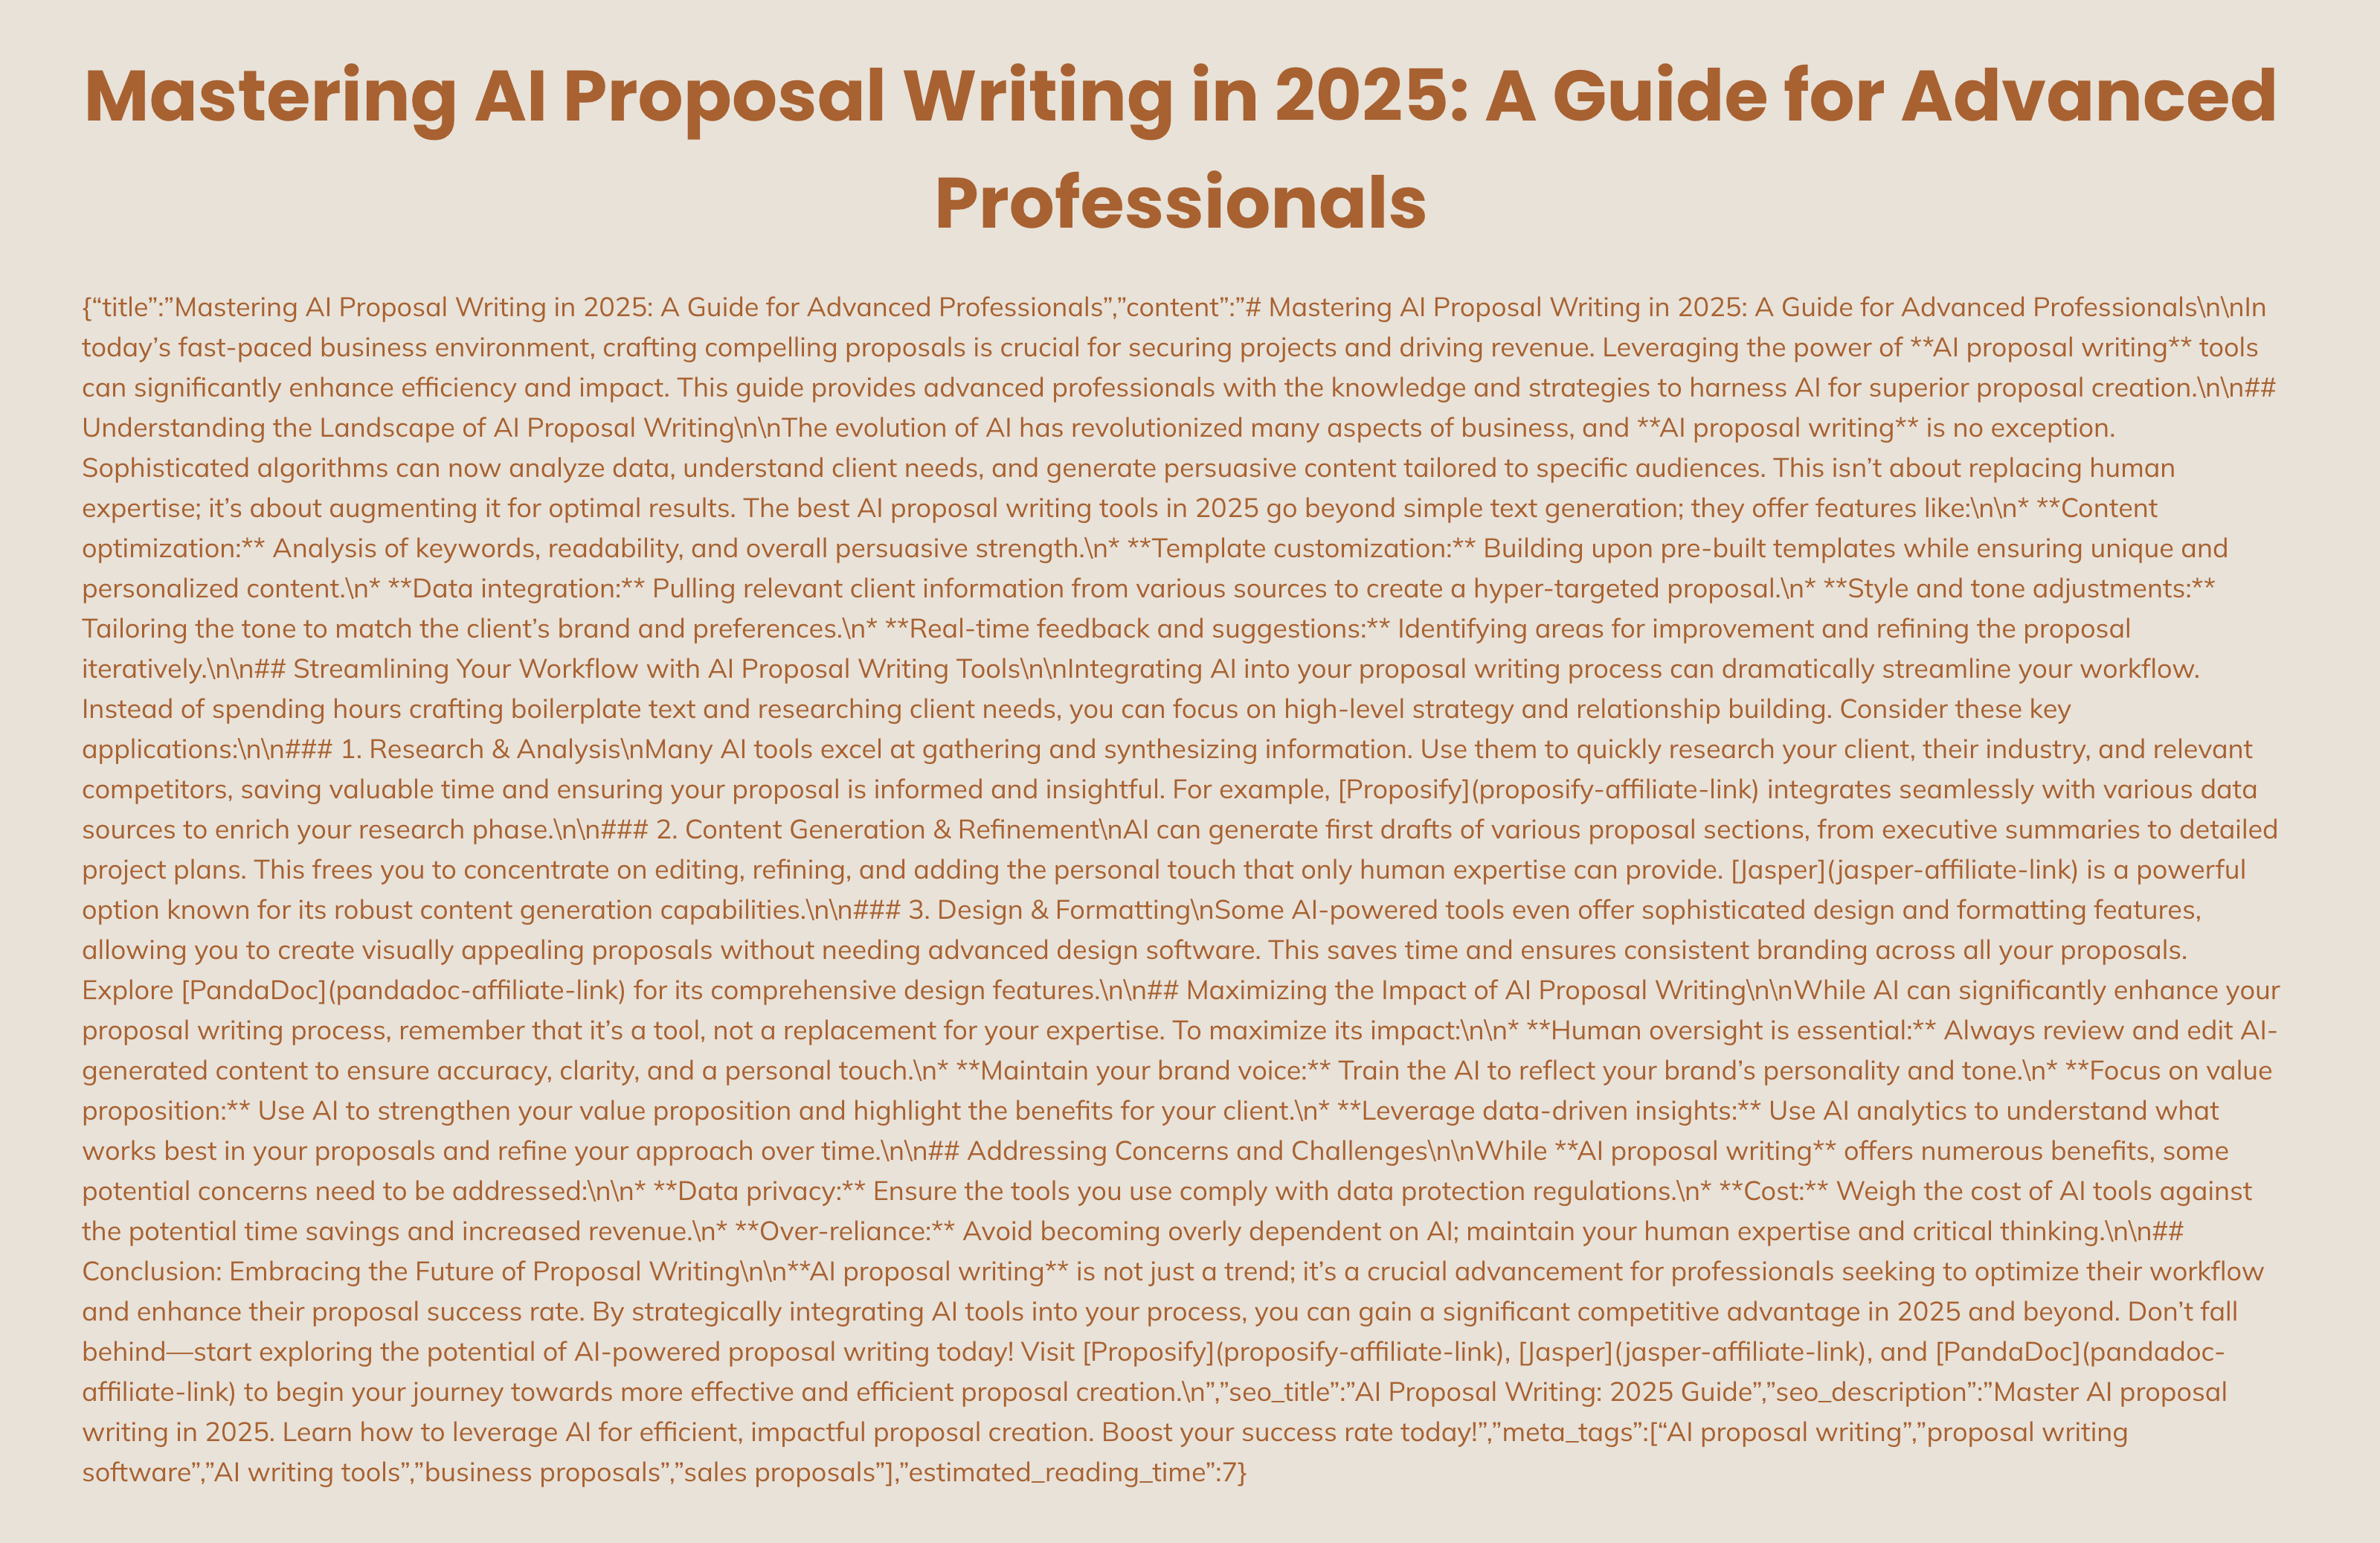 Mastering AI Proposal Writing in 2025: A Guide for Advanced
Professionals
{“title”:”Mastering AI Proposal Writing in 2025: A Guide for Advanced Professionals”,”content”:”# Mastering AI Proposal Writing in 2025: A Guide for Advanced Professionals\n\nIn
today’s fast-paced business environment, crafting compelling proposals is crucial for securing projects and driving revenue. Leveraging the power of **AI proposal writing** tools
can significantly enhance efficiency and impact. This guide provides advanced professionals with the knowledge and strategies to harness AI for superior proposal creation.\n\n##
Understanding the Landscape of AI Proposal Writing\n\nThe evolution of AI has revolutionized many aspects of business, and **AI proposal writing** is no exception.
Sophisticated algorithms can now analyze data, understand client needs, and generate persuasive content tailored to specific audiences. This isn’t about replacing human
expertise; it’s about augmenting it for optimal results. The best AI proposal writing tools in 2025 go beyond simple text generation; they offer features like:\n\n* **Content
optimization:** Analysis of keywords, readability, and overall persuasive strength.\n* **Template customization:** Building upon pre-built templates while ensuring unique and
personalized content.\n* **Data integration:** Pulling relevant client information from various sources to create a hyper-targeted proposal.\n* **Style and tone adjustments:**
Tailoring the tone to match the client’s brand and preferences.\n* **Real-time feedback and suggestions:** Identifying areas for improvement and refining the proposal
iteratively.\n\n## Streamlining Your Workflow with AI Proposal Writing Tools\n\nIntegrating AI into your proposal writing process can dramatically streamline your workflow.
Instead of spending hours crafting boilerplate text and researching client needs, you can focus on high-level strategy and relationship building. Consider these key
applications:\n\n### 1. Research & Analysis\nMany AI tools excel at gathering and synthesizing information. Use them to quickly research your client, their industry, and relevant
competitors, saving valuable time and ensuring your proposal is informed and insightful. For example, [Proposify](proposify-affiliate-link) integrates seamlessly with various data
sources to enrich your research phase.\n\n### 2. Content Generation & Refinement\nAI can generate first drafts of various proposal sections, from executive summaries to detailed
project plans. This frees you to concentrate on editing, refining, and adding the personal touch that only human expertise can provide. [Jasper](jasper-affiliate-link) is a powerful
option known for its robust content generation capabilities.\n\n### 3. Design & Formatting\nSome AI-powered tools even offer sophisticated design and formatting features,
allowing you to create visually appealing proposals without needing advanced design software. This saves time and ensures consistent branding across all your proposals.
Explore [PandaDoc](pandadoc-affiliate-link) for its comprehensive design features.\n\n## Maximizing the Impact of AI Proposal Writing\n\nWhile AI can significantly enhance your
proposal writing process, remember that it’s a tool, not a replacement for your expertise. To maximize its impact:\n\n* **Human oversight is essential:** Always review and edit AI-
generated content to ensure accuracy, clarity, and a personal touch.\n* **Maintain your brand voice:** Train the AI to reflect your brand’s personality and tone.\n* **Focus on value
proposition:** Use AI to strengthen your value proposition and highlight the benefits for your client.\n* **Leverage data-driven insights:** Use AI analytics to understand what
works best in your proposals and refine your approach over time.\n\n## Addressing Concerns and Challenges\n\nWhile **AI proposal writing** offers numerous benefits, some
potential concerns need to be addressed:\n\n* **Data privacy:** Ensure the tools you use comply with data protection regulations.\n* **Cost:** Weigh the cost of AI tools against
the potential time savings and increased revenue.\n* **Over-reliance:** Avoid becoming overly dependent on AI; maintain your human expertise and critical thinking.\n\n##
Conclusion: Embracing the Future of Proposal Writing\n\n**AI proposal writing** is not just a trend; it’s a crucial advancement for professionals seeking to optimize their workflow
and enhance their proposal success rate. By strategically integrating AI tools into your process, you can gain a significant competitive advantage in 2025 and beyond. Don’t fall
behind—start exploring the potential of AI-powered proposal writing today! Visit [Proposify](proposify-affiliate-link), [Jasper](jasper-affiliate-link), and [PandaDoc](pandadoc-
affiliate-link) to begin your journey towards more effective and efficient proposal creation.\n”,”seo_title”:”AI Proposal Writing: 2025 Guide”,”seo_description”:”Master AI proposal
writing in 2025. Learn how to leverage AI for efficient, impactful proposal creation. Boost your success rate today!”,”meta_tags”:[“AI proposal writing”,”proposal writing
software”,”AI writing tools”,”business proposals”,”sales proposals”],”estimated_reading_time”:7}